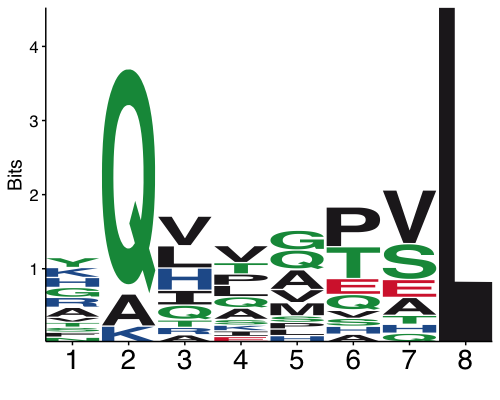 4
3
2
1
Bits
Y K H G R A V T S
Q A K
V L H I Q T R A
V T P L Q A S K E
G Q A V M P L S H
P T E Q V S A
V S E A T H Q
L
1 2 3 4 5 6 7 8